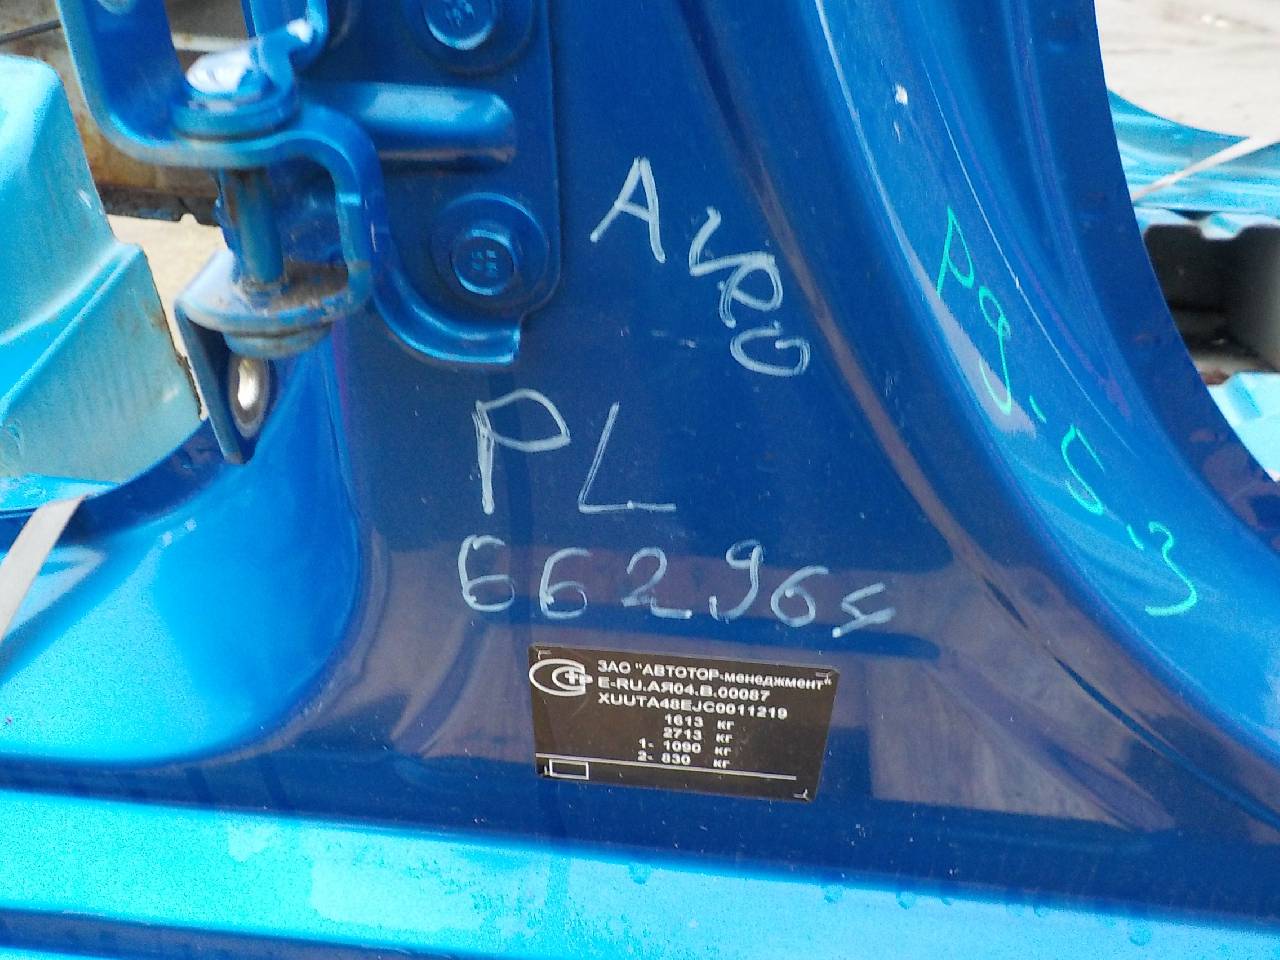 AVEO
P9-5.3
PL
662964
ЗАО "АВТОТОР-менеджмент"
E-RU.АЯ04.B.00087
XUUTA48EJC0011219
1613 кг
2713 кг
1- 1090 кг
2- 830 кг